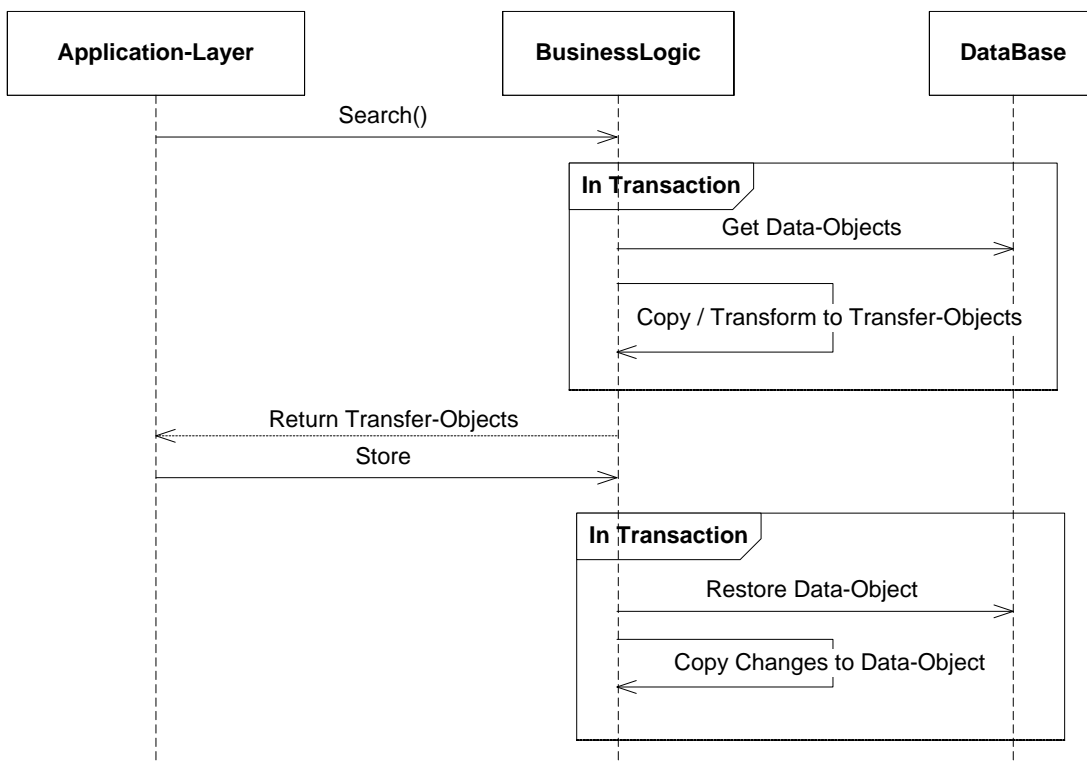 Application-Layer
BusinessLogic
DataBase
Search()
In Transaction
Get Data-Objects
Copy / Transform to Transfer-Objects
Return Transfer-Objects
Store
In Transaction
Restore Data-Object
Copy Changes to Data-Object